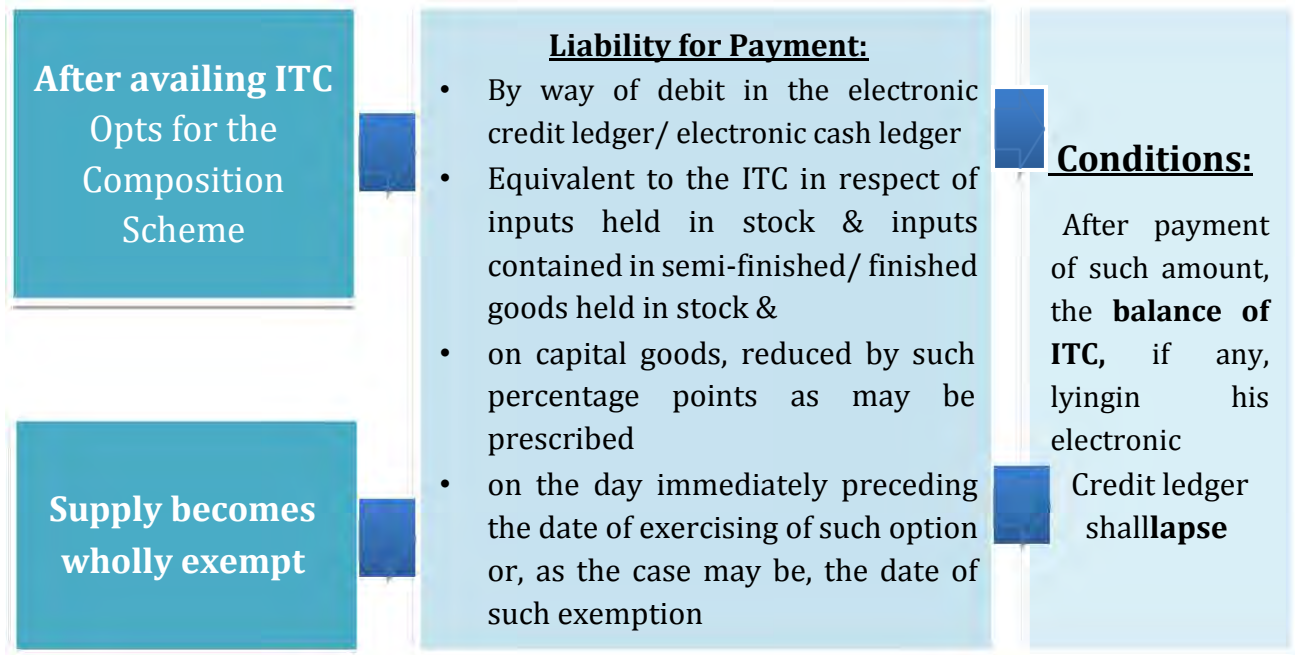 After availing ITC
Opts for the
Composition
Scheme
Supply becomes
wholly exempt
Liability for Payment:
• By way of debit in the electronic
credit ledger/ electronic cash ledger
• Equivalent to the ITC in respect of
inputs held in stock & inputs
contained in semi-finished/ finished
goods held in stock &
• on capital goods, reduced by such
percentage points as may be
prescribed
• on the day immediately preceding
the date of exercising of such option
or, as the case may be, the date of
such exemption
Conditions:
After payment
of such amount,
the balance of
ITC, if any,
lyingin his
electronic
Credit ledger
shalllapse